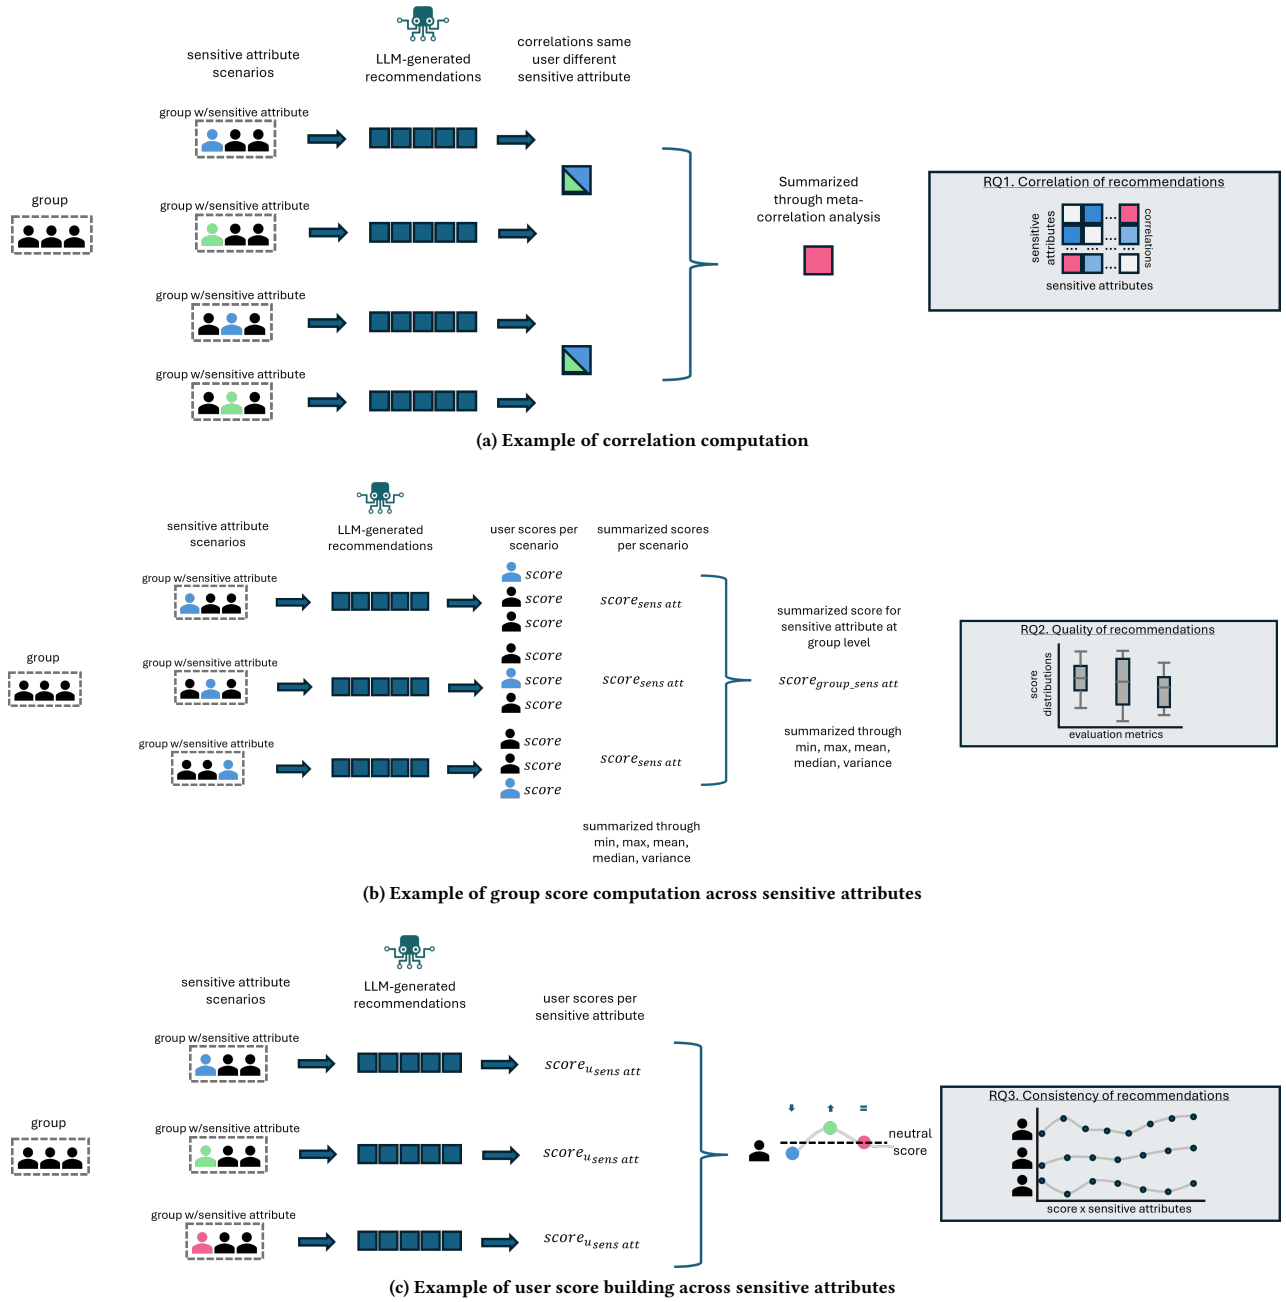 sensitive attribute
scenarios
LLM-generated
recommendations
correlations same
user different
sensitive attribute
group w/sensitive attribute
group w/sensitive attribute
group w/sensitive attribute
group w/sensitive attribute
group
Summarized
through meta-
correlation analysis
RQ1. Correlation of recommendations
sensitive
attributes
...
...
... ... ...
...
correlations
sensitive attributes
(a) Example of correlation computation
sensitive attribute
scenarios
LLM-generated
recommendations
user scores per
scenario
summarized scores
per scenario
group w/sensitive attribute
score
score
score
score_sens att
group w/sensitive attribute
score
score
score
score_sens att
group w/sensitive attribute
score
score
score
score_sens att
group
summarized through
min, max, mean,
median, variance
summarized score for
sensitive attribute at
group level
score_group_sens att
summarized through
min, max, mean,
median, variance
RQ2. Quality of recommendations
score
distributions
evaluation metrics
(b) Example of group score computation across sensitive attributes
sensitive attribute
scenarios
LLM-generated
recommendations
user scores per
sensitive attribute
group w/sensitive attribute
score_u_sens att
group w/sensitive attribute
score_u_sens att
group w/sensitive attribute
score_u_sens att
group
=
neutral
score
RQ3. Consistency of recommendations
score x sensitive attributes
(c) Example of user score building across sensitive attributes